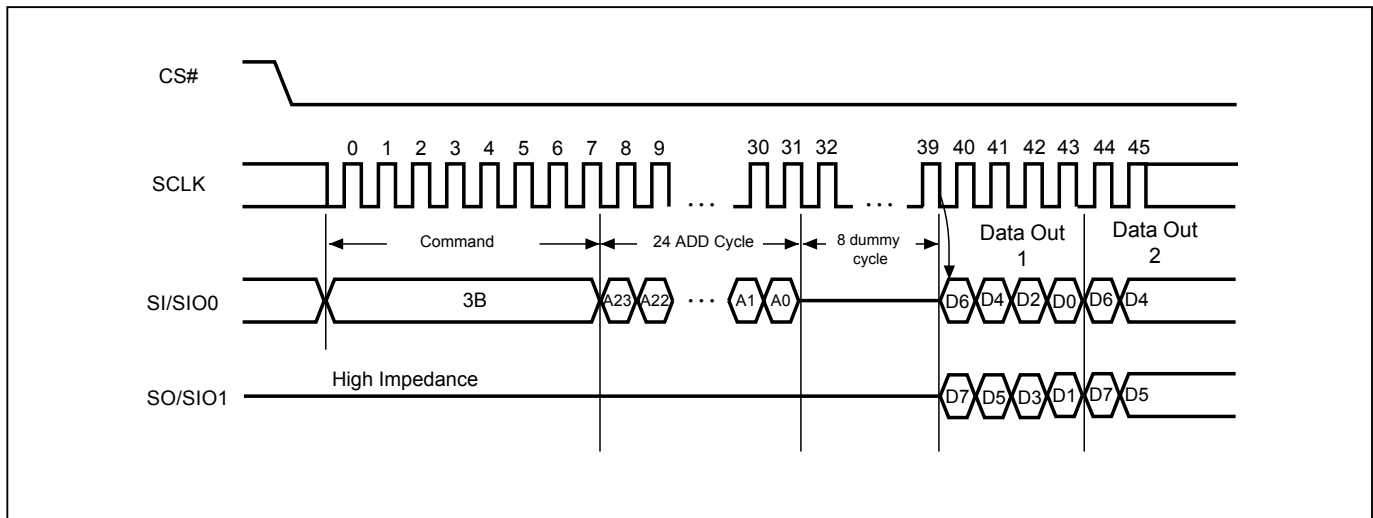 CS#
0 1 2 3 4 5 6 7 8 9 30 31 32 39 40 41 42 43 44 45
SCLK
... ...
Command 24 ADD Cycle 8 dummy cycle Data Out 1 Data Out 2
SI/SIO0 3B A23 A22 ... A1 A0 D6 D4 D2 D0 D6 D4
High Impedance
SO/SIO1 D7 D5 D3 D1 D7 D5